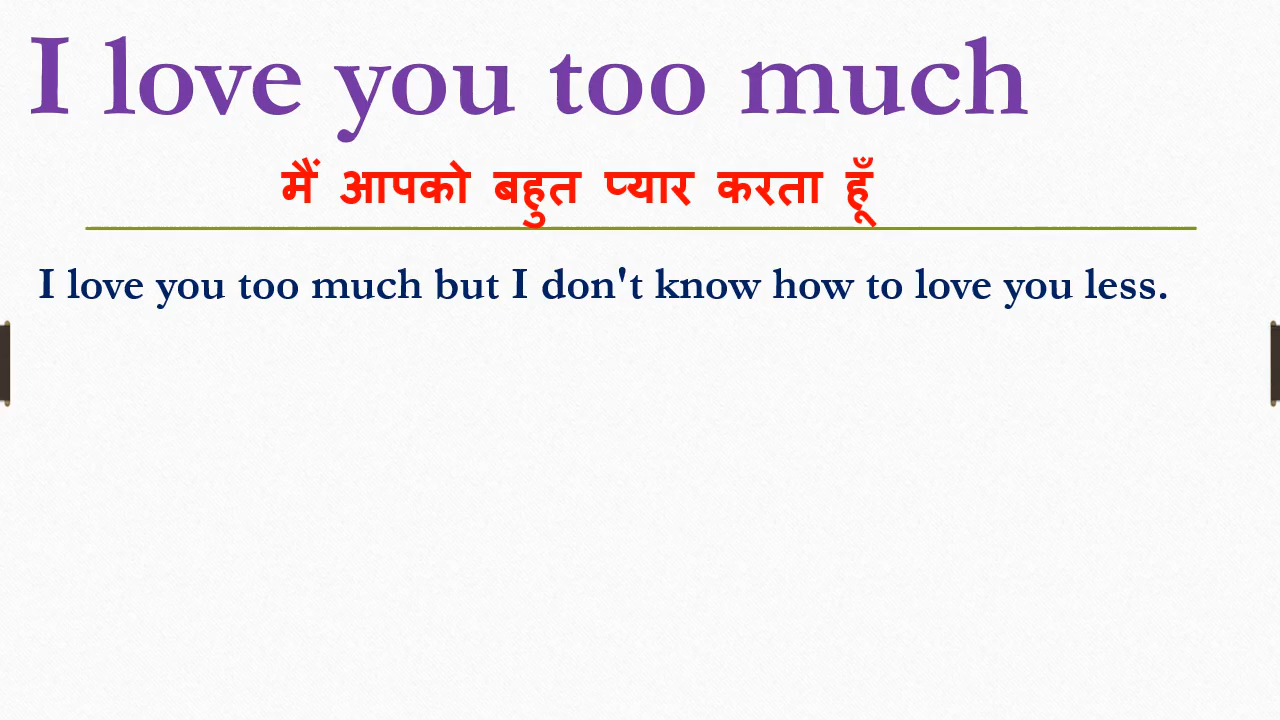 I love you too much
मैं आपको बहुत प्यार करता हूँ
I love you too much but I don't know how to love you less.